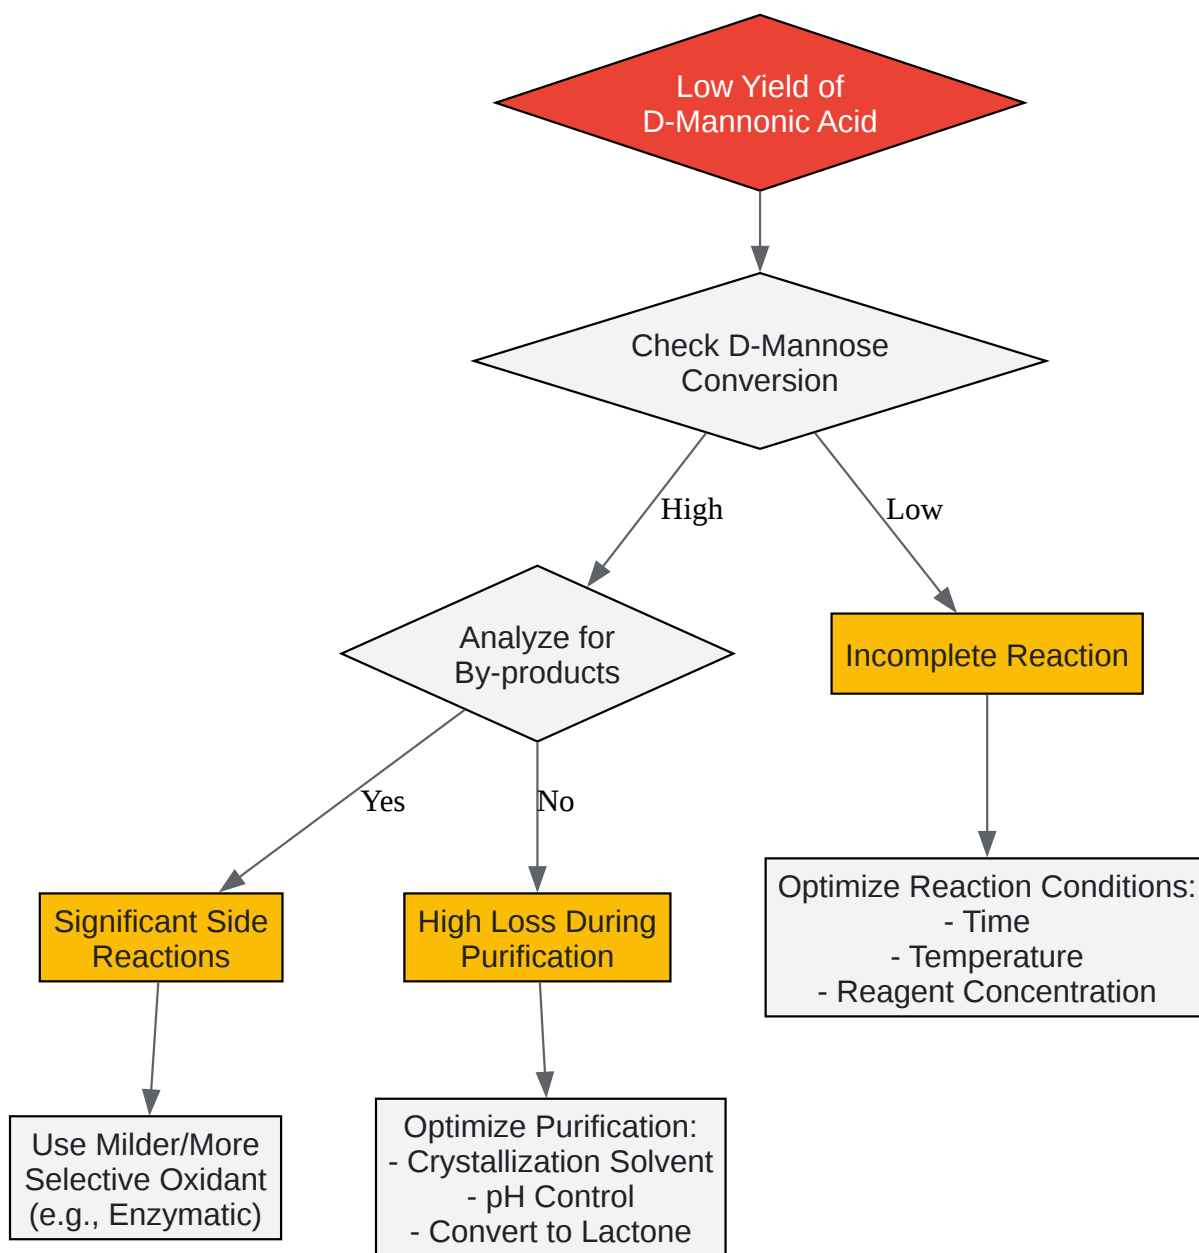 Low Yield of
D-Mannonic Acid
Check D-Mannose
Conversion
High
Low
Analyze for
By-products
Incomplete Reaction
Yes
No
Significant Side
Reactions
High Loss During
Purification
Optimize Reaction Conditions:
- Time
- Temperature
- Reagent Concentration
Use Milder/More
Selective Oxidant
(e.g., Enzymatic)
Optimize Purification:
- Crystallization Solvent
- pH Control
- Convert to Lactone